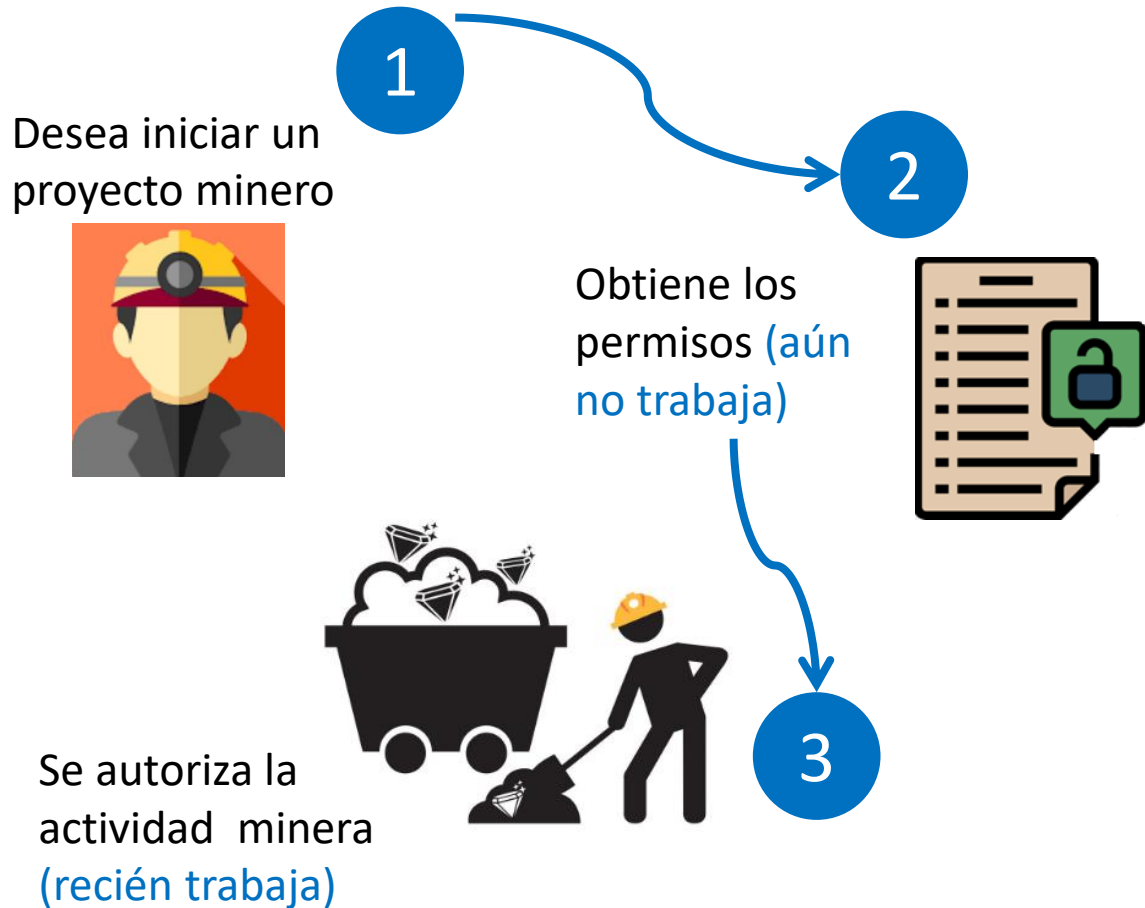 1
Desea iniciar un
proyecto minero
2
Obtiene los
permisos (aún
no trabaja)
3
Se autoriza la
actividad  minera
(recién trabaja)